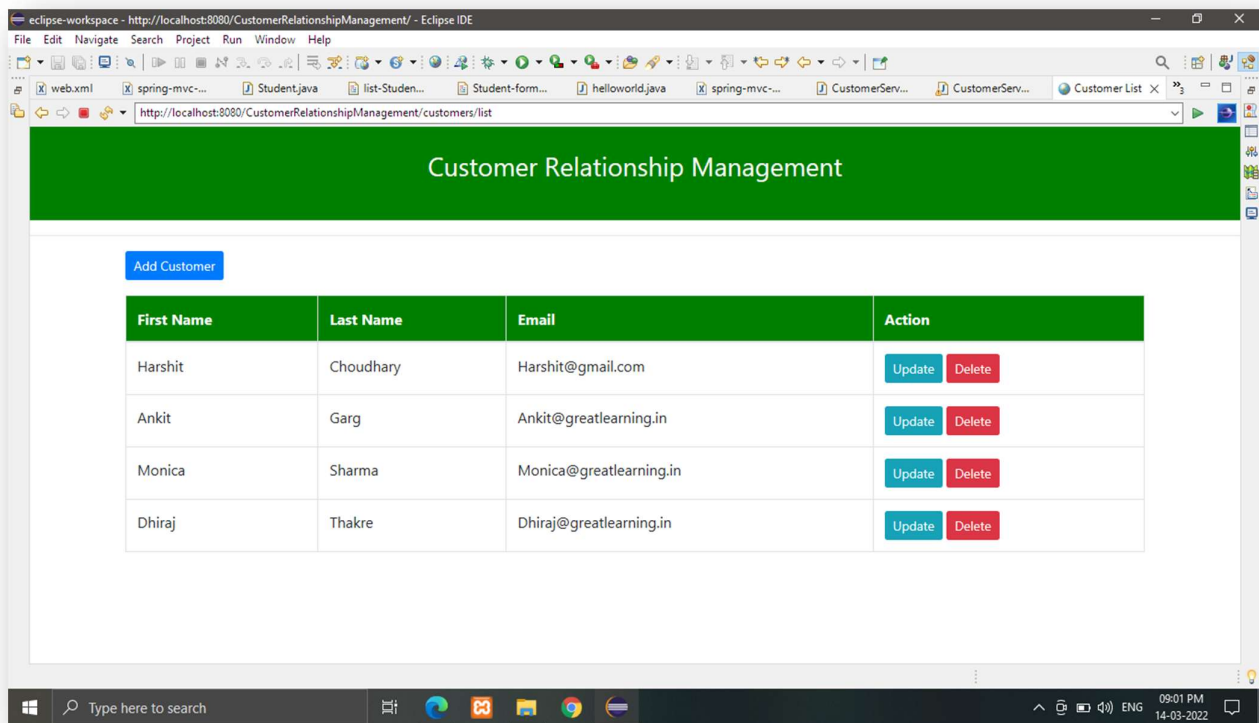 eclipse-workspace - http://localhost:8080/CustomerRelationshipManagement/ - Eclipse IDE
File Edit Navigate Search Project Run Window Help
web.xml spring-mvc-... Student.java list-Studen... Student-form... helloworld.java spring-mvc-... CustomerServ... CustomerServ... Customer List »3
http://localhost:8080/CustomerRelationshipManagement/customers/list
Customer Relationship Management
Add Customer
First Name Last Name Email Action
Harshit Choudhary Harshit@gmail.com Update Delete
Ankit Garg Ankit@greatlearning.in Update Delete
Monica Sharma Monica@greatlearning.in Update Delete
Dhiraj Thakre Dhiraj@greatlearning.in Update Delete
Type here to search
ENG
09:01 PM
14-03-2022